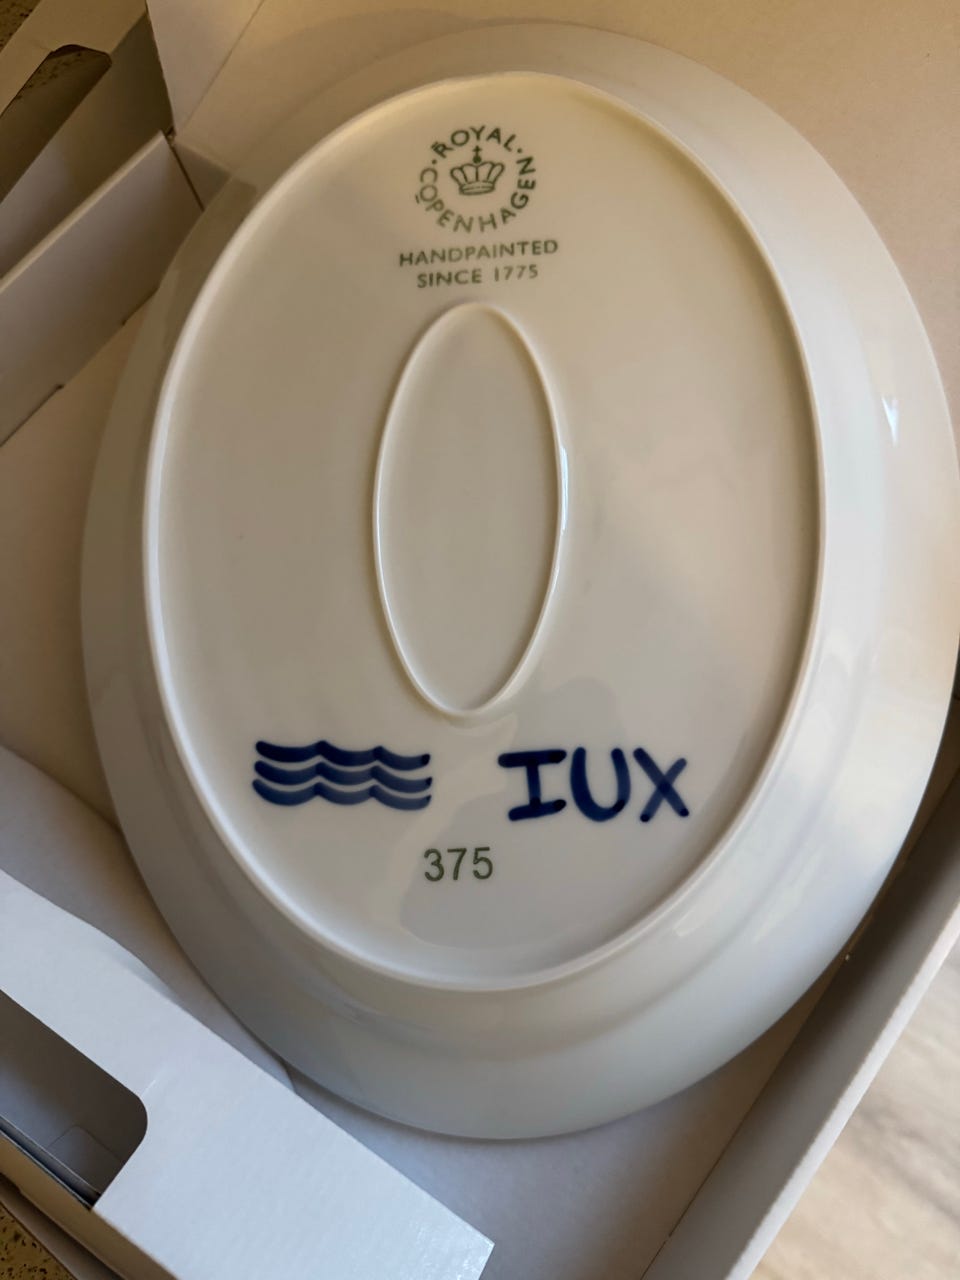 ROYAL · COPENHAGEN ·
HANDPAINTED
SINCE 1775
IUX
375